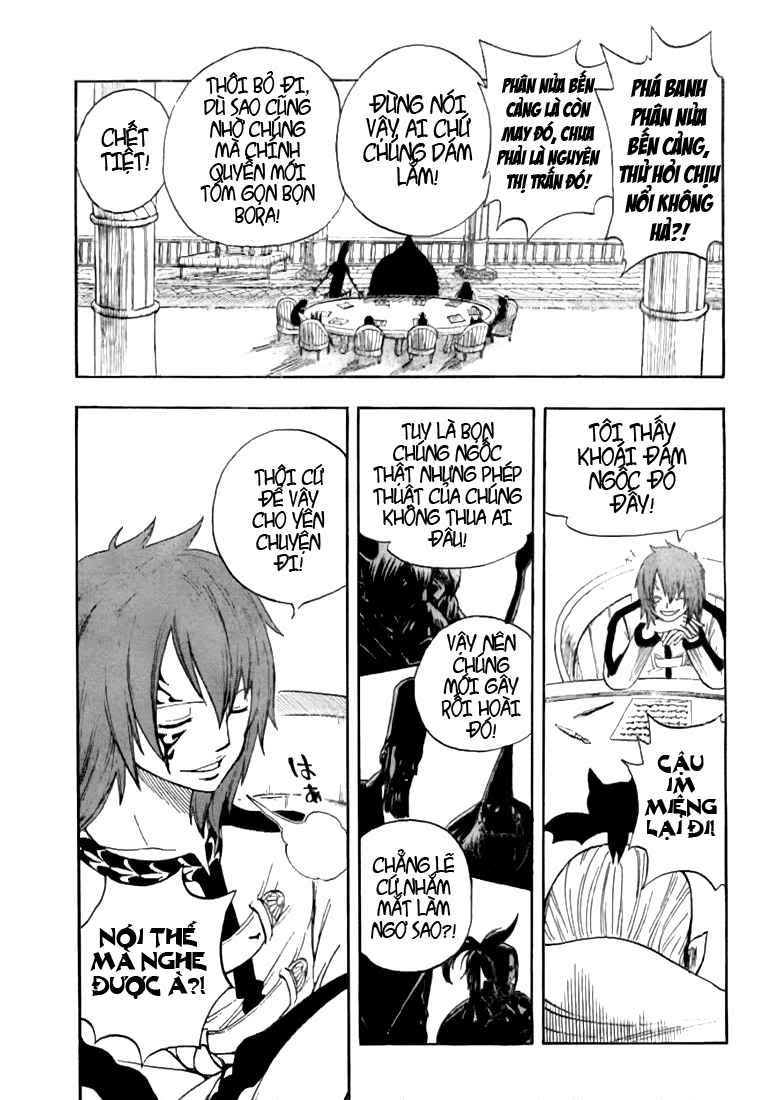 PHÁ BANH
PHÂN NỬA
BẾN CẢNG,
THỬ HỎI CHỊU
NỔI KHÔNG
HẢ?!
PHÂN NỬA BẾN
CẢNG LÀ CÒN
MAY ĐÓ, CHƯA
PHẢI LÀ NGUYÊN
THỊ TRẤN ĐÓ!
ĐỪNG NÓI
VẬY, AI CHỨ
CHÚNG DÁM
LẮM!
THÔI BỎ ĐI,
DÙ SAO CŨNG
NHỜ CHÚNG
MÀ CHÍNH
QUYỀN MỚI
TÓM GỌN BỌN
BORA!
CHẾT
TIỆT!
TÔI THẤY
KHOÁI ĐÁM
NGỐC ĐÓ
ĐẤY!
CẬU
IM
MIỆNG
LẠI ĐI!
TUY LÀ BỌN
CHÚNG NGỐC
THẬT NHƯNG PHÉP
THUẬT CỦA CHÚNG
KHÔNG THUA AI
ĐÂU!
VẬY NÊN
CHÚNG
MỚI GÂY
RỐI HOÀI
ĐÓ!
CHẲNG LẼ
CỨ NHẮM
MẮT LÀM
NGƠ SAO?!
THÔI CỨ
ĐỂ VẬY
CHO YÊN
CHUYỆN
ĐI!
はぁ
NÓI THẾ
MÀ NGHE
ĐƯỢC À?!